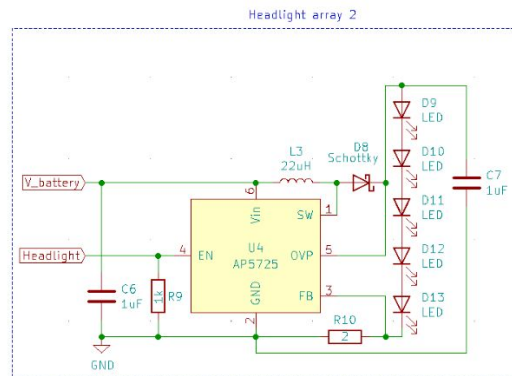 Headlight array 2
D9
LED
L3
22uH
D8
Schottky
D10
LED
C7
1uF
V_battery
6
Vin
SW
1
D11
LED
Headlight
4
EN
U4
AP5725
OVP
5
D12
LED
C6
1uF
1k
R9
GND
2
FB
3
D13
LED
R10
2
GND